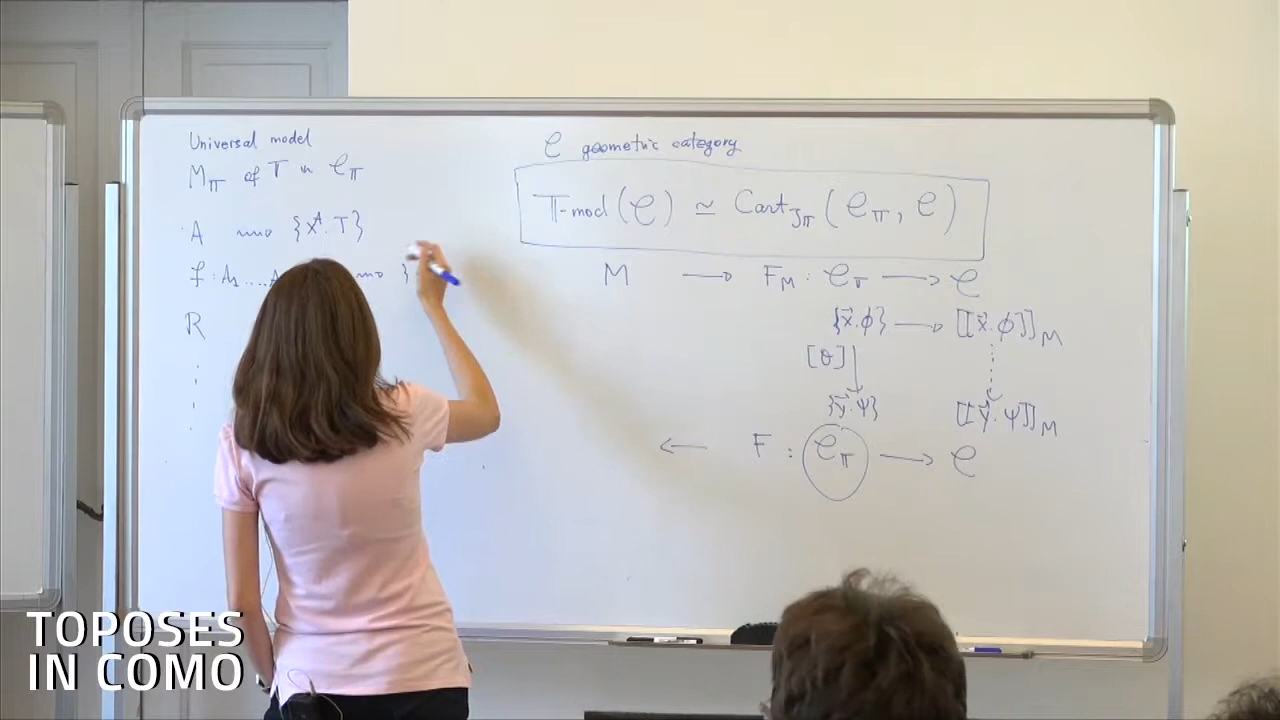 Universal model
M_𝕋 of 𝕋 in 𝒞_𝕋
A ⇝ {x^A. ⊤}
f : A₁ ... A
R
𝒞 geometric category
𝕋-mod(𝒞) ≃ Cart_{J_𝕋}(𝒞_𝕋, 𝒞)
M → F_M : 𝒞_𝕋 → 𝒞
{x⃗. φ} → [[x⃗. φ]]_M
[θ]
{y⃗. ψ} [[y⃗. ψ]]_M
← F : 𝒞_𝕋 → 𝒞
TOPOSES
IN COMO